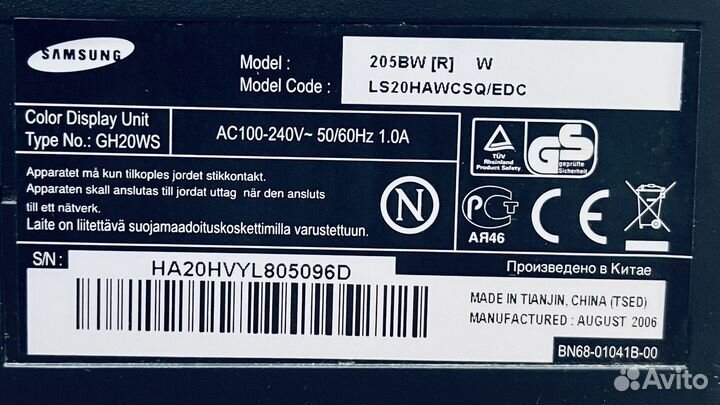 SAMSUNG
Model : 205BW [R] W
Model Code : LS20HAWCSQ/EDC
Color Display Unit
Type No.: GH20WS
AC100-240V~ 50/60Hz 1.0A
TÜV
Rheinland
Product Safety
GS
geprüfte
Sicherheit
Apparatet må kun tilkoples jordet stikkontakt.
Apparaten skall anslutas till jordat uttag när den ansluts
till ett nätverk.
Laite on liitettävä suojamaadoituskoskettimilla varustettuun.
N
РСТ
АЯ46
CE
S/N:
HA20HVYL805096D
Произведено в Китае
MADE IN TIANJIN, CHINA (TSED)
MANUFACTURED : AUGUST 2006
BN68-01041B-00
Avito